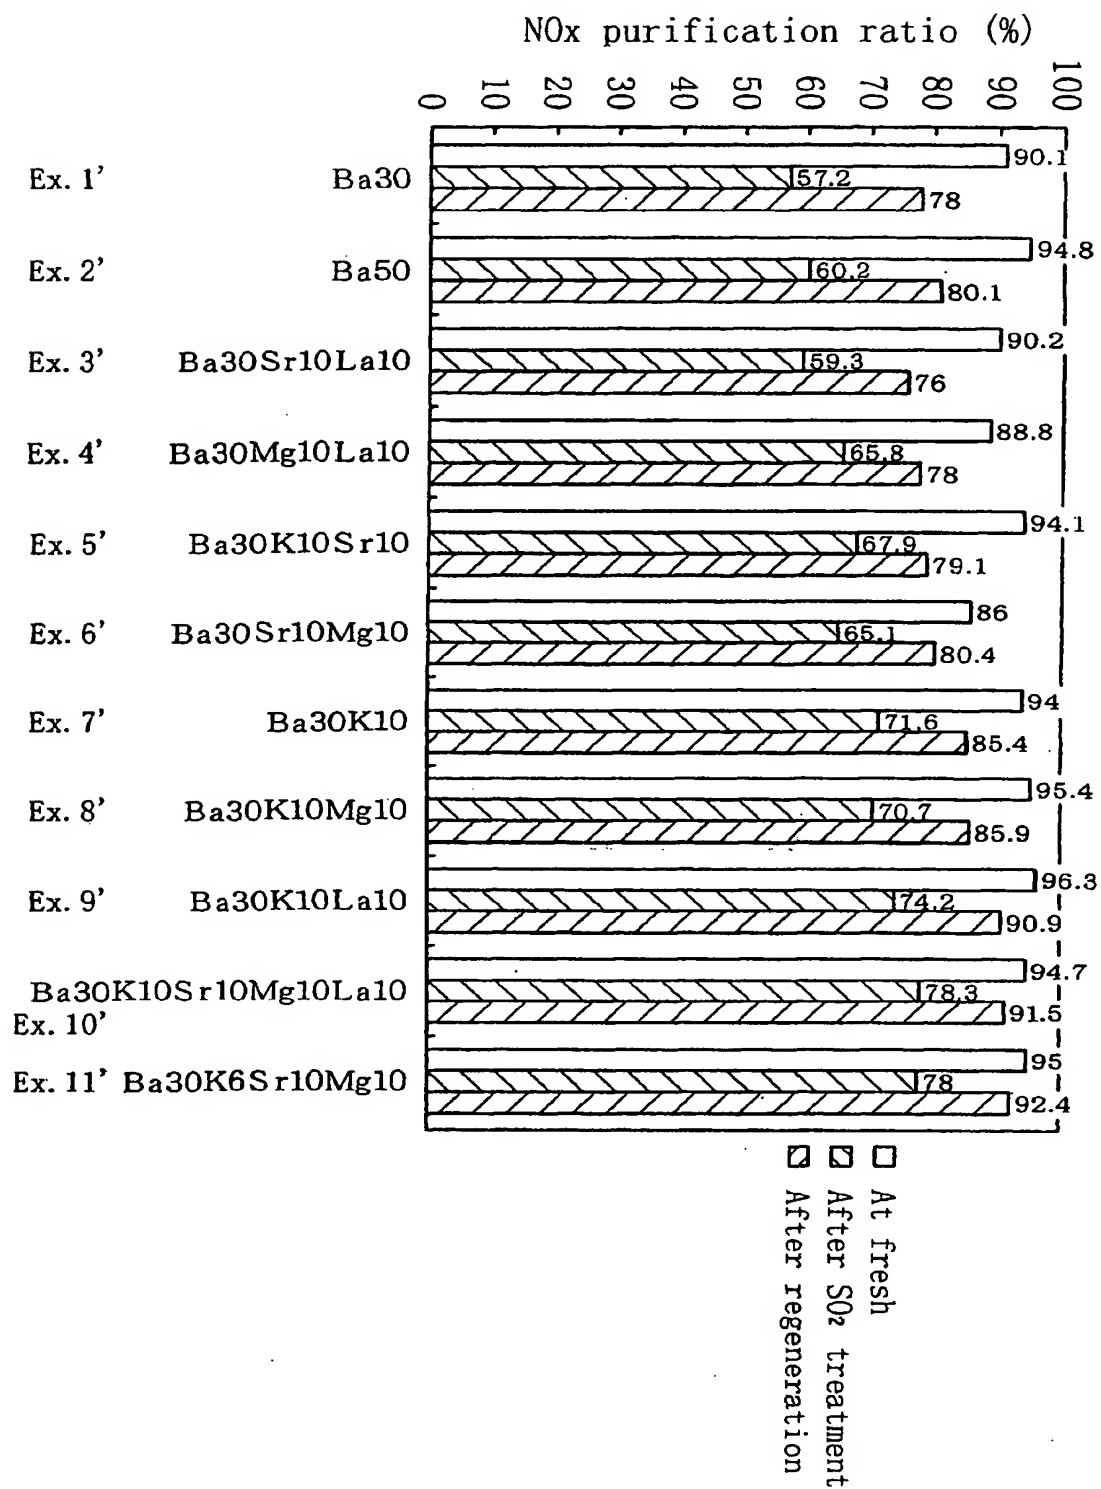 NOx purification ratio (%)
0 10 20 30 40 50 60 70 80 90 100
Ex. 1' Ba30
90.1
57.2
78
Ex. 2' Ba50
94.8
60.2
80.1
Ex. 3' Ba30Sr10La10
90.2
59.3
76
Ex. 4' Ba30Mg10La10
88.8
65.8
78
Ex. 5' Ba30K10Sr10
94.1
67.9
79.1
Ex. 6' Ba30Sr10Mg10
86
65.1
80.4
Ex. 7' Ba30K10
94
71.6
85.4
Ex. 8' Ba30K10Mg10
95.4
70.7
85.9
Ex. 9' Ba30K10La10
96.3
74.2
90.9
Ba30K10Sr10Mg10La10
Ex. 10'
94.7
78.3
91.5
Ex. 11' Ba30K6Sr10Mg10
95
78
92.4
At fresh
After SO2 treatment
After regeneration